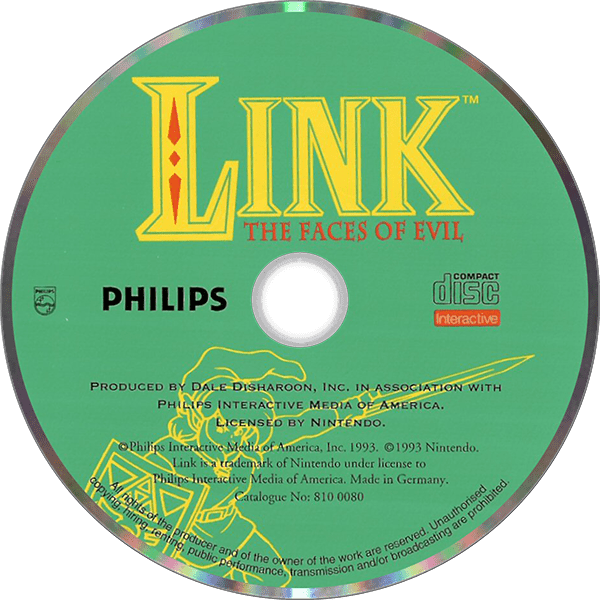 LINK™
THE FACES OF EVIL
PHILIPS
PHILIPS
COMPACT
disc
Interactive
PRODUCED BY DALE DISHAROON, INC. IN ASSOCIATION WITH
PHILIPS INTERACTIVE MEDIA OF AMERICA.
LICENSED BY NINTENDO.
©Philips Interactive Media of America, Inc. 1993. ©1993 Nintendo.
Link is a trademark of Nintendo under license to
Philips Interactive Media of America. Made in Germany.
Catalogue No: 810 0080
All rights of the producer and of the owner of the work are reserved. Unauthorised
copying, hiring, renting, public performance, transmission and/or broadcasting are prohibited.